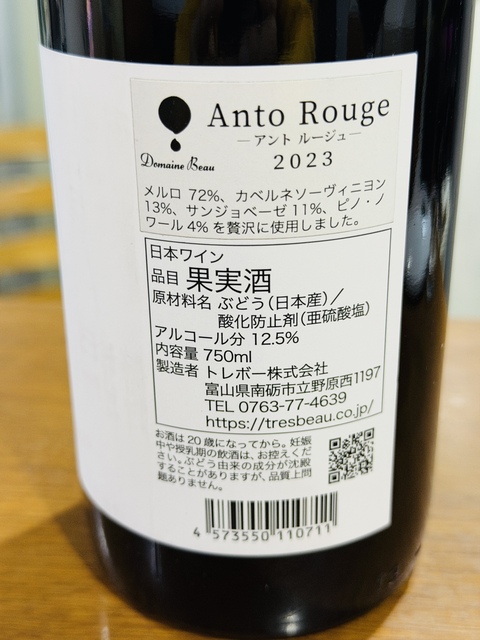 Anto Rouge
―アント ルージュ―
Domaine Beau
2023
メルロ 72%、カベルネソーヴィニヨン
13%、サンジョベーゼ 11%、ピノ・ノ
ワール 4% を贅沢に使用しました。
日本ワイン
品目 果実酒
原材料名 ぶどう(日本産)／
酸化防止剤(亜硫酸塩)
アルコール分 12.5%
内容量 750ml
製造者 トレボー株式会社
富山県南砺市立野原西1197
TEL 0763-77-4639
https://tresbeau.co.jp/
お酒は 20 歳になってから。妊娠
中や授乳期の飲酒は、お控えくだ
さい。ぶどう由来の成分が沈殿
することがありますが、品質上問
題ありません。
4 573550 110711